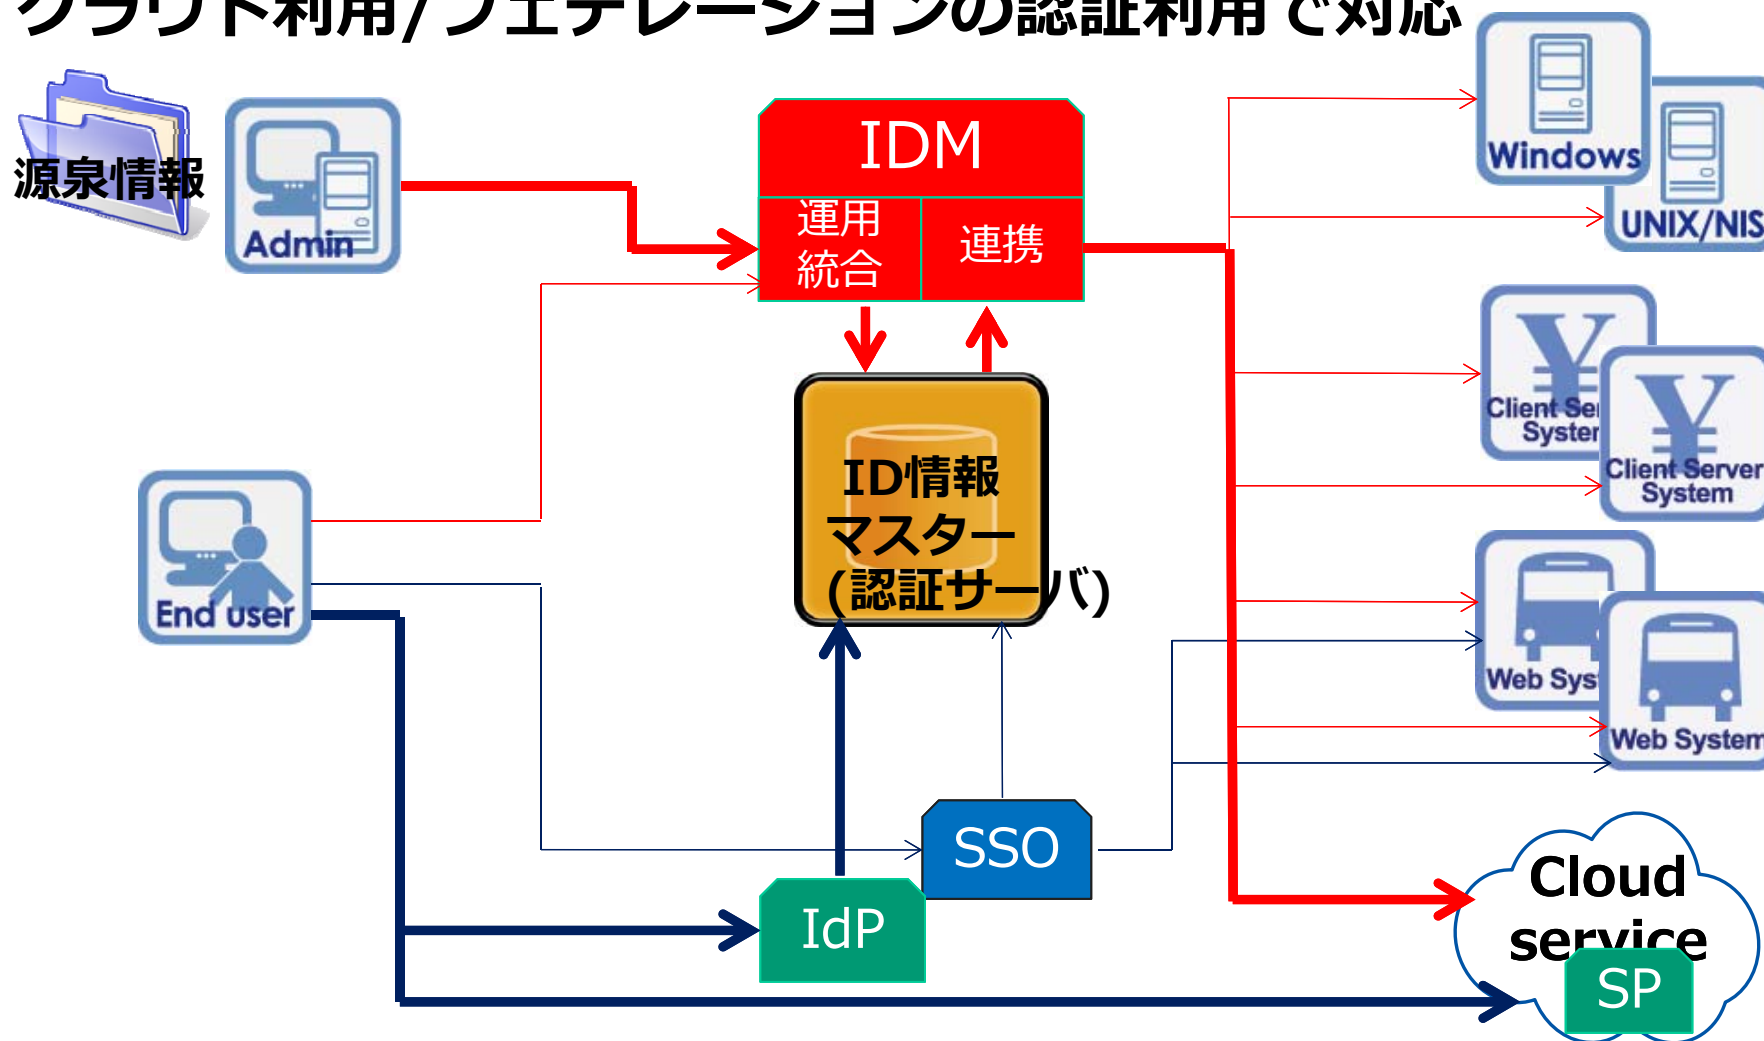 クラウド利用/フェデレーションの認証利用で対応
源泉情報
Admin
IDM
運用
統合
連携
Windows
UNIX/NIS
ID情報
マスター
(認証サーバ)
Client Ser
System
Client Server
System
End user
Web Sys
Web System
SSO
IdP
Cloud
service
SP